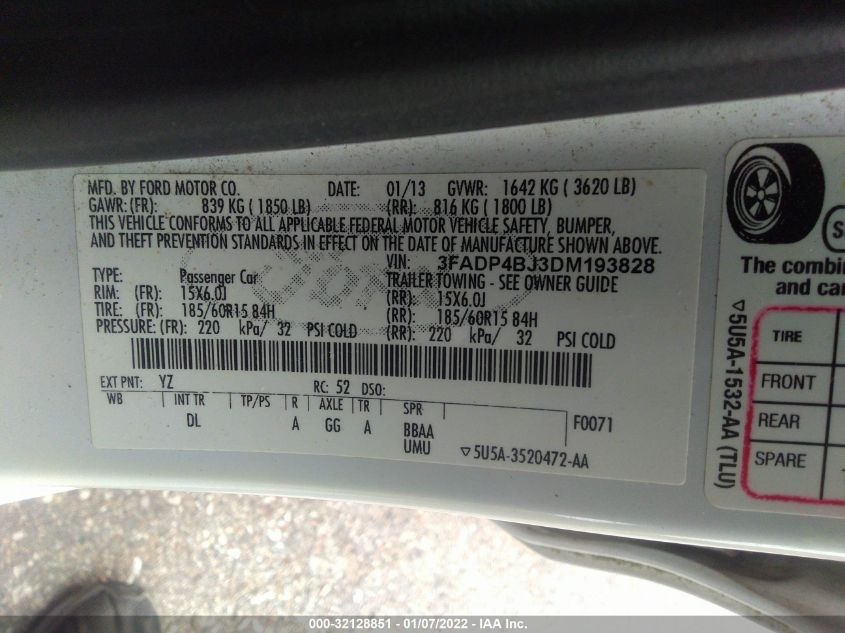 MFD. BY FORD MOTOR CO. DATE: 01/13 GVWR: 1642 KG ( 3620 LB)
GAWR:(FR): 839 KG ( 1850 LB) (RR): 816 KG ( 1800 LB)
THIS VEHICLE CONFORMS TO ALL APPLICABLE FEDERAL MOTOR VEHICLE SAFETY, BUMPER,
AND THEFT PREVENTION STANDARDS IN EFFECT ON THE DATE OF MANUFACTURE SHOWN ABOVE.
VIN: 3FADP4BJ3DM193828
TYPE: Passenger Car TRAILER TOWING - SEE OWNER GUIDE
RIM: (FR): 15X6.0J (RR): 15X6.0J
TIRE: (FR): 185/60R15 84H (RR): 185/60R15 84H
PRESSURE: (FR): 220 kPa/ 32 PSI COLD (RR): 220 kPa/ 32 PSI COLD
EXT PNT: YZ RC: 52 DSO:
WB INT TR TP/PS R AXLE TR SPR F0071
DL A GG A BBAA
UMU ▽5U5A-3520472-AA
The combin
and car
▽5U5A-1532-AA (TLU)
TIRE
FRONT
REAR
SPARE
000-32128851 - 01/07/2022 - IAA Inc.